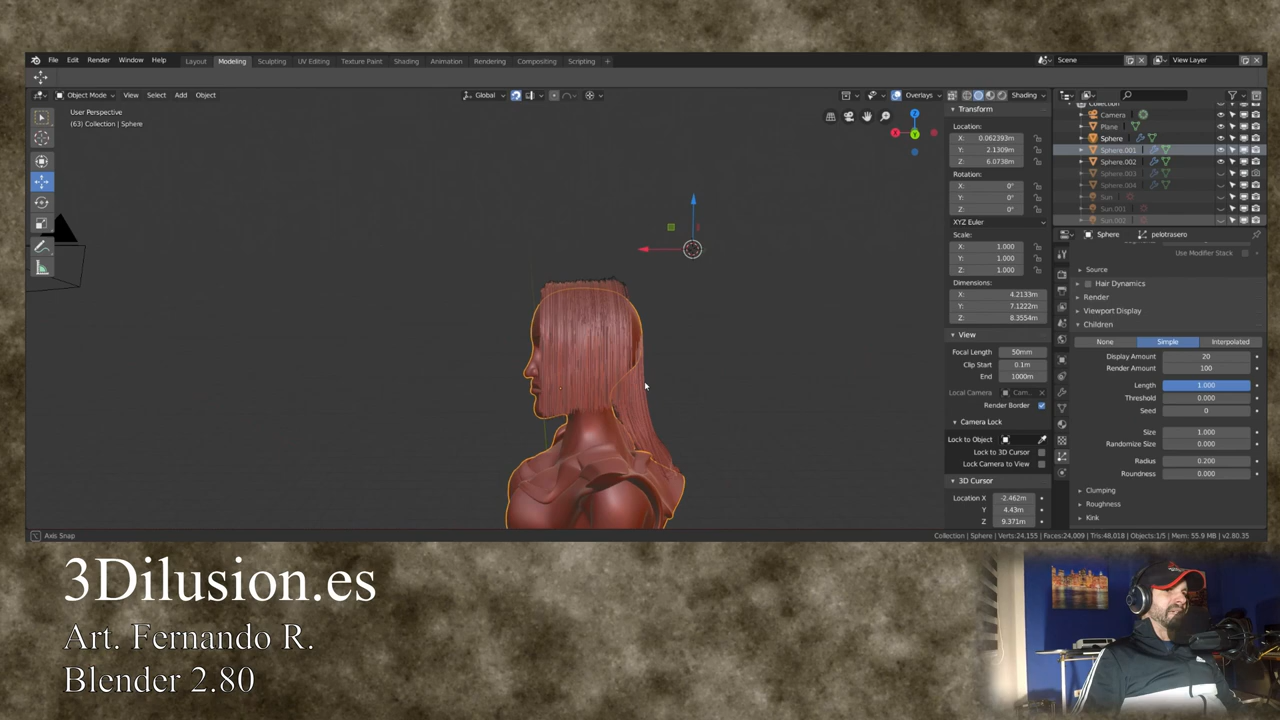 File Edit Render Window Help
Layout Modeling Sculpting UV Editing Texture Paint Shading Animation Rendering Compositing Scripting +
Scene
View Layer
Object Mode View Select Add Object
Global
Overlays
Shading
User Perspective
(63) Collection | Sphere
Transform
Location:
X: 0.062393m
Y: 2.1309m
Z: 6.0738m
Rotation:
X: 0°
Y: 0°
Z: 0°
XYZ Euler
Scale:
X: 1.000
Y: 1.000
Z: 1.000
Dimensions:
X: 4.2133m
Y: 7.1222m
Z: 8.3554m
View
Focal Length 50mm
Clip Start 0.1m
End 1000m
Local Camera Cam..
Render Border
Camera Lock
Lock to Object
Lock to 3D Cursor
Lock Camera to View
3D Cursor
Location X -2.462m
Y 4.43m
Z 9.371m
Collection
Camera
Plane
Sphere
Sphere.001
Sphere.002
Sphere.003
Sphere.004
Sun
Sun.001
Sun.002
Sphere pelotrasero
Use Modifier Stack
Source
Hair Dynamics
Render
Viewport Display
Children
None Simple Interpolated
Display Amount 20
Render Amount 100
Length 1.000
Threshold 0.000
Seed 0
Size 1.000
Randomize Size 0.000
Radius 0.200
Roundness 0.000
Clumping
Roughness
Kink
Axis Snap
Collection | Sphere | Verts:24,155 | Faces:24,009 | Tris:48,018 | Objects:1/5 | Mem: 55.9 MB | v2.80.35
3Dilusion.es
Art. Fernando R.
Blender 2.80